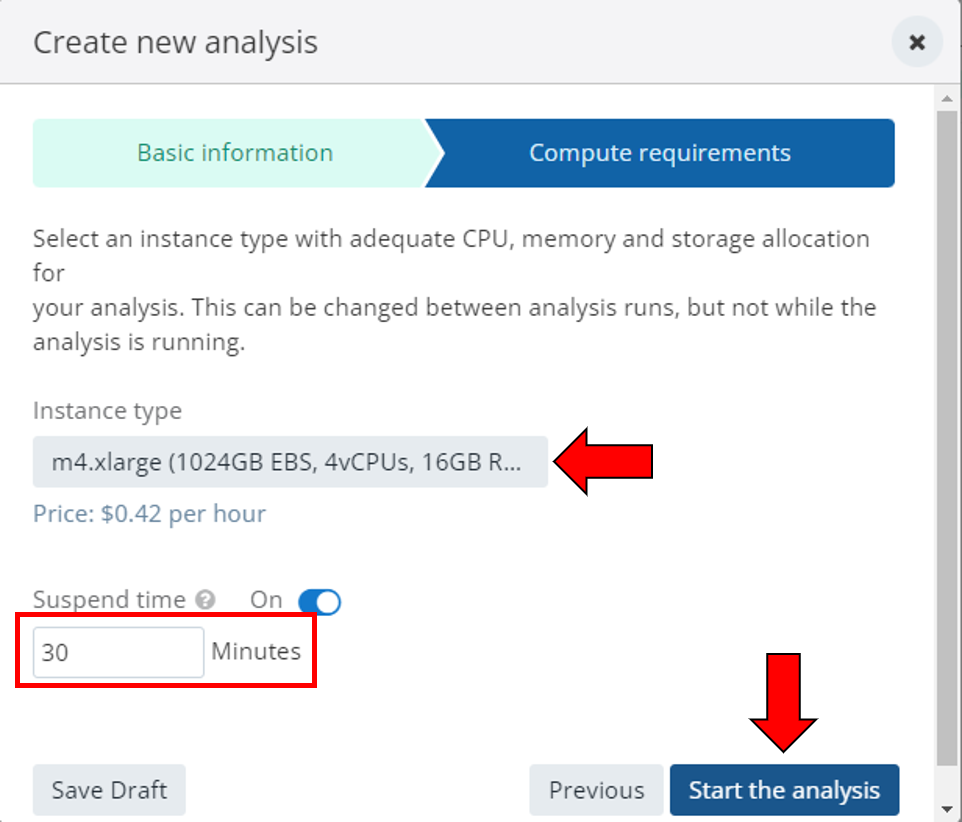 Create new analysis
Basic information
Compute requirements
Select an instance type with adequate CPU, memory and storage allocation
for
your analysis. This can be changed between analysis runs, but not while the
analysis is running.
Instance type
m4.xlarge (1024GB EBS, 4vCPUs, 16GB R...
Price: $0.42 per hour
Suspend time ? On
30 Minutes
Save Draft
Previous
Start the analysis